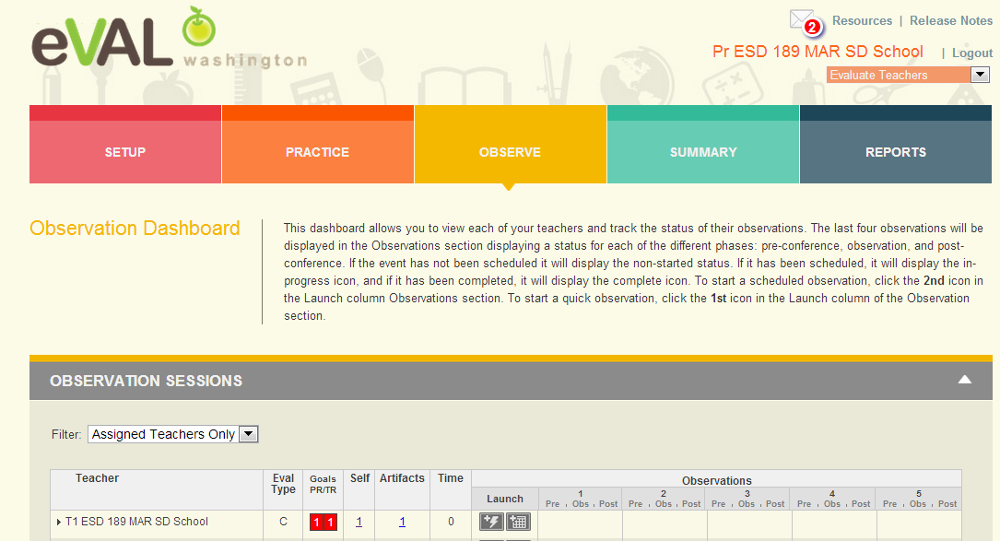 eVAL
washington
2
Resources | Release Notes
Pr ESD 189 MAR SD School | Logout
Evaluate Teachers
SETUP PRACTICE OBSERVE SUMMARY REPORTS
Observation Dashboard
This dashboard allows you to view each of your teachers and track the status of their observations. The last four observations will be
displayed in the Observations section displaying a status for each of the different phases: pre-conference, observation, and post-
conference. If the event has not been scheduled it will display the non-started status. If it has been scheduled, it will display the in-
progress icon, and if it has been completed, it will display the complete icon. To start a scheduled observation, click the 2nd icon in
the Launch column Observations section. To start a quick observation, click the 1st icon in the Launch column of the Observation
section.
OBSERVATION SESSIONS
Filter: Assigned Teachers Only
Teacher Eval Type Goals PR/TR Self Artifacts Time Observations
Launch 1 2 3 4 5
Pre , Obs , Post Pre , Obs , Post Pre , Obs , Post Pre , Obs , Post Pre , Obs , Post
T1 ESD 189 MAR SD School C 1 1 1 1 0